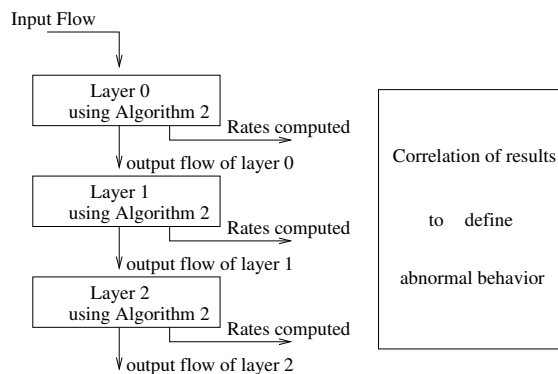 Input Flow
Layer 0
using Algorithm 2
Rates computed
output flow of layer 0
Layer 1
using Algorithm 2
Rates computed
output flow of layer 1
Layer 2
using Algorithm 2
Rates computed
output flow of layer 2
Correlation of results
to define
abnormal behavior